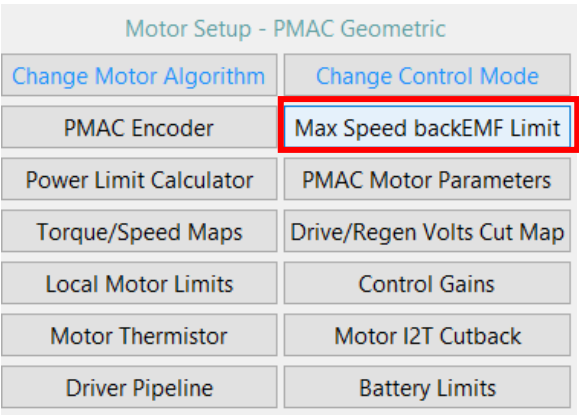 Motor Setup - PMAC Geometric
Change Motor Algorithm
Change Control Mode
PMAC Encoder
Max Speed backEMF Limit
Power Limit Calculator
PMAC Motor Parameters
Torque/Speed Maps
Drive/Regen Volts Cut Map
Local Motor Limits
Control Gains
Motor Thermistor
Motor I2T Cutback
Driver Pipeline
Battery Limits